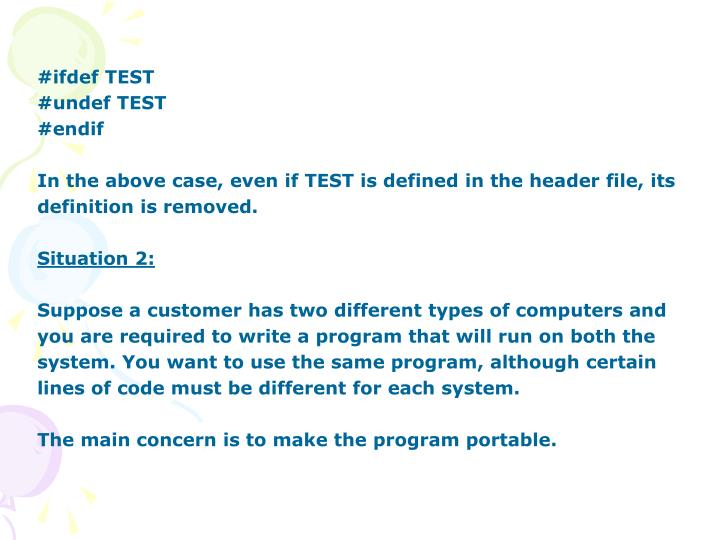 #ifdef TEST
#undef TEST
#endif
In the above case, even if TEST is defined in the header file, its
definition is removed.
Situation 2:
Suppose a customer has two different types of computers and
you are required to write a program that will run on both the
system. You want to use the same program, although certain
lines of code must be different for each system.
The main concern is to make the program portable.